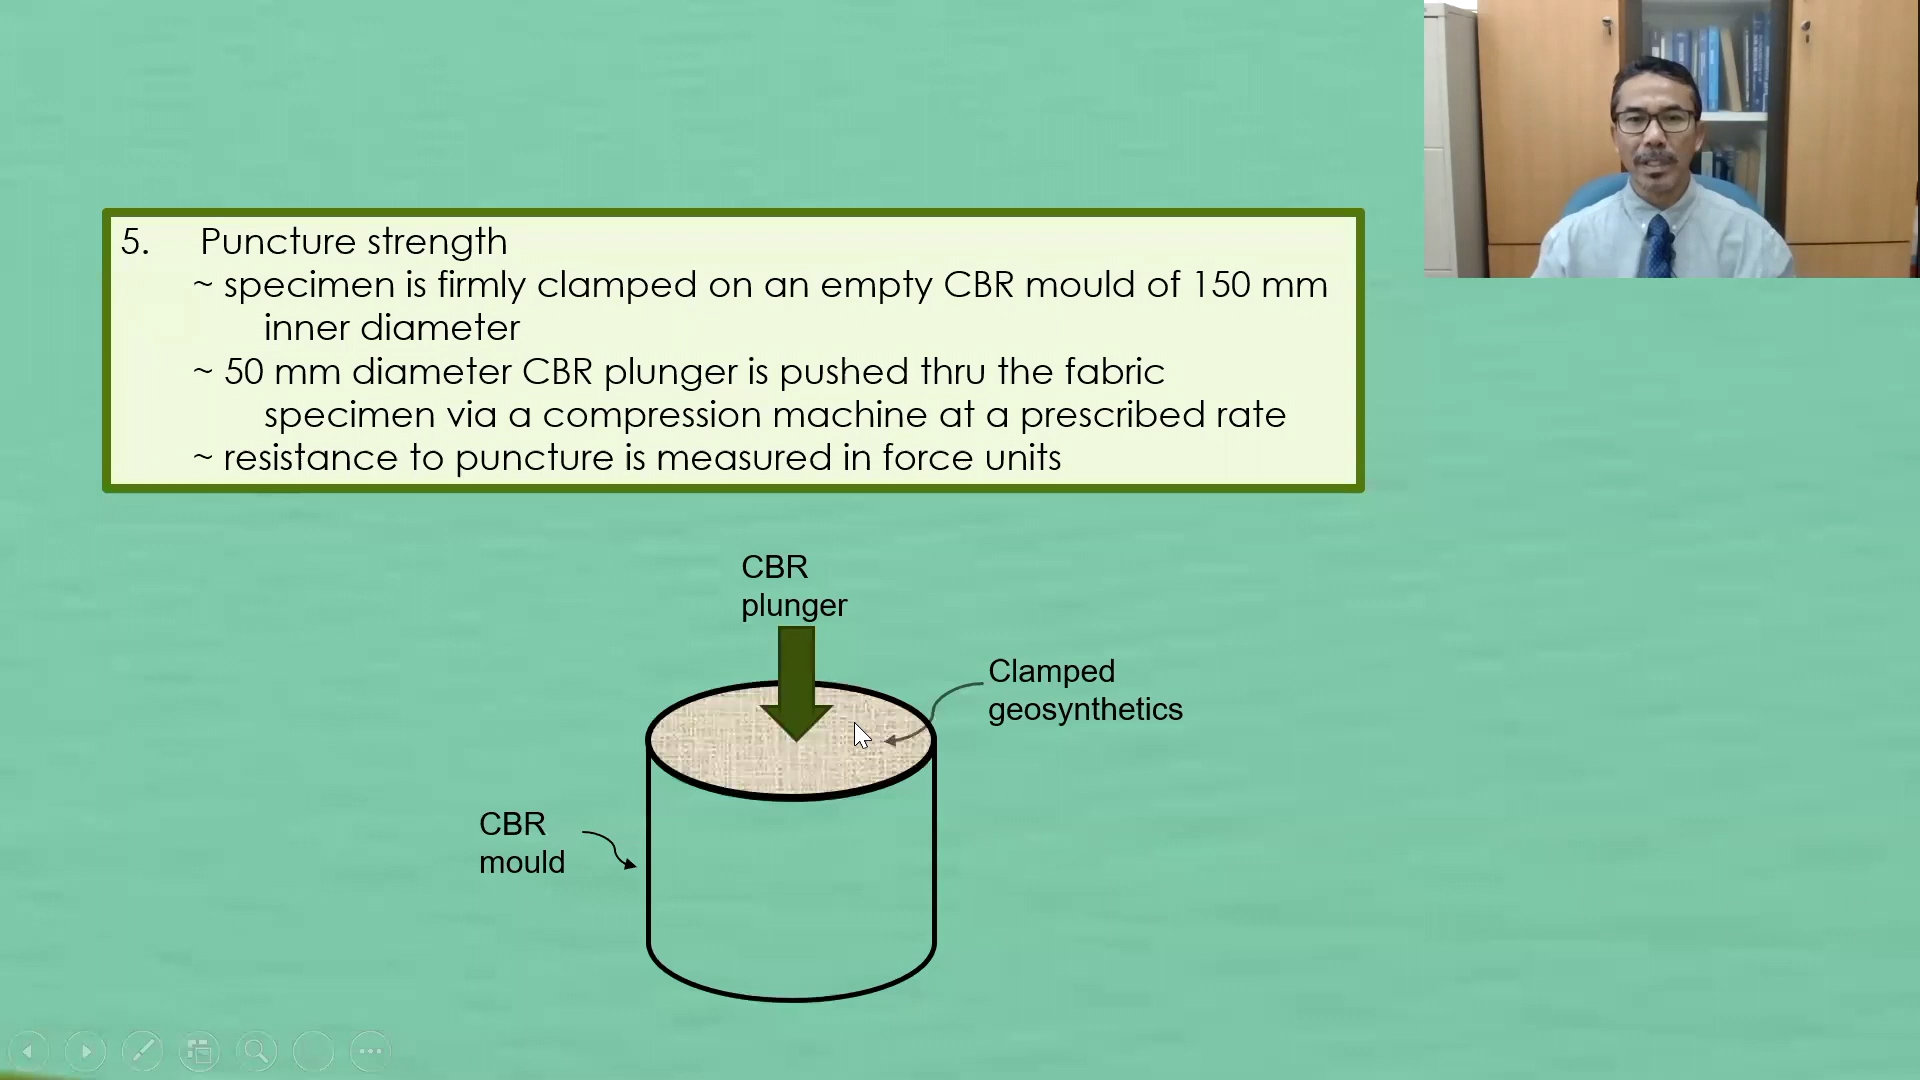 5. Puncture strength
~ specimen is firmly clamped on an empty CBR mould of 150 mm
inner diameter
~ 50 mm diameter CBR plunger is pushed thru the fabric
specimen via a compression machine at a prescribed rate
~ resistance to puncture is measured in force units
CBR
plunger
Clamped
geosynthetics
CBR
mould